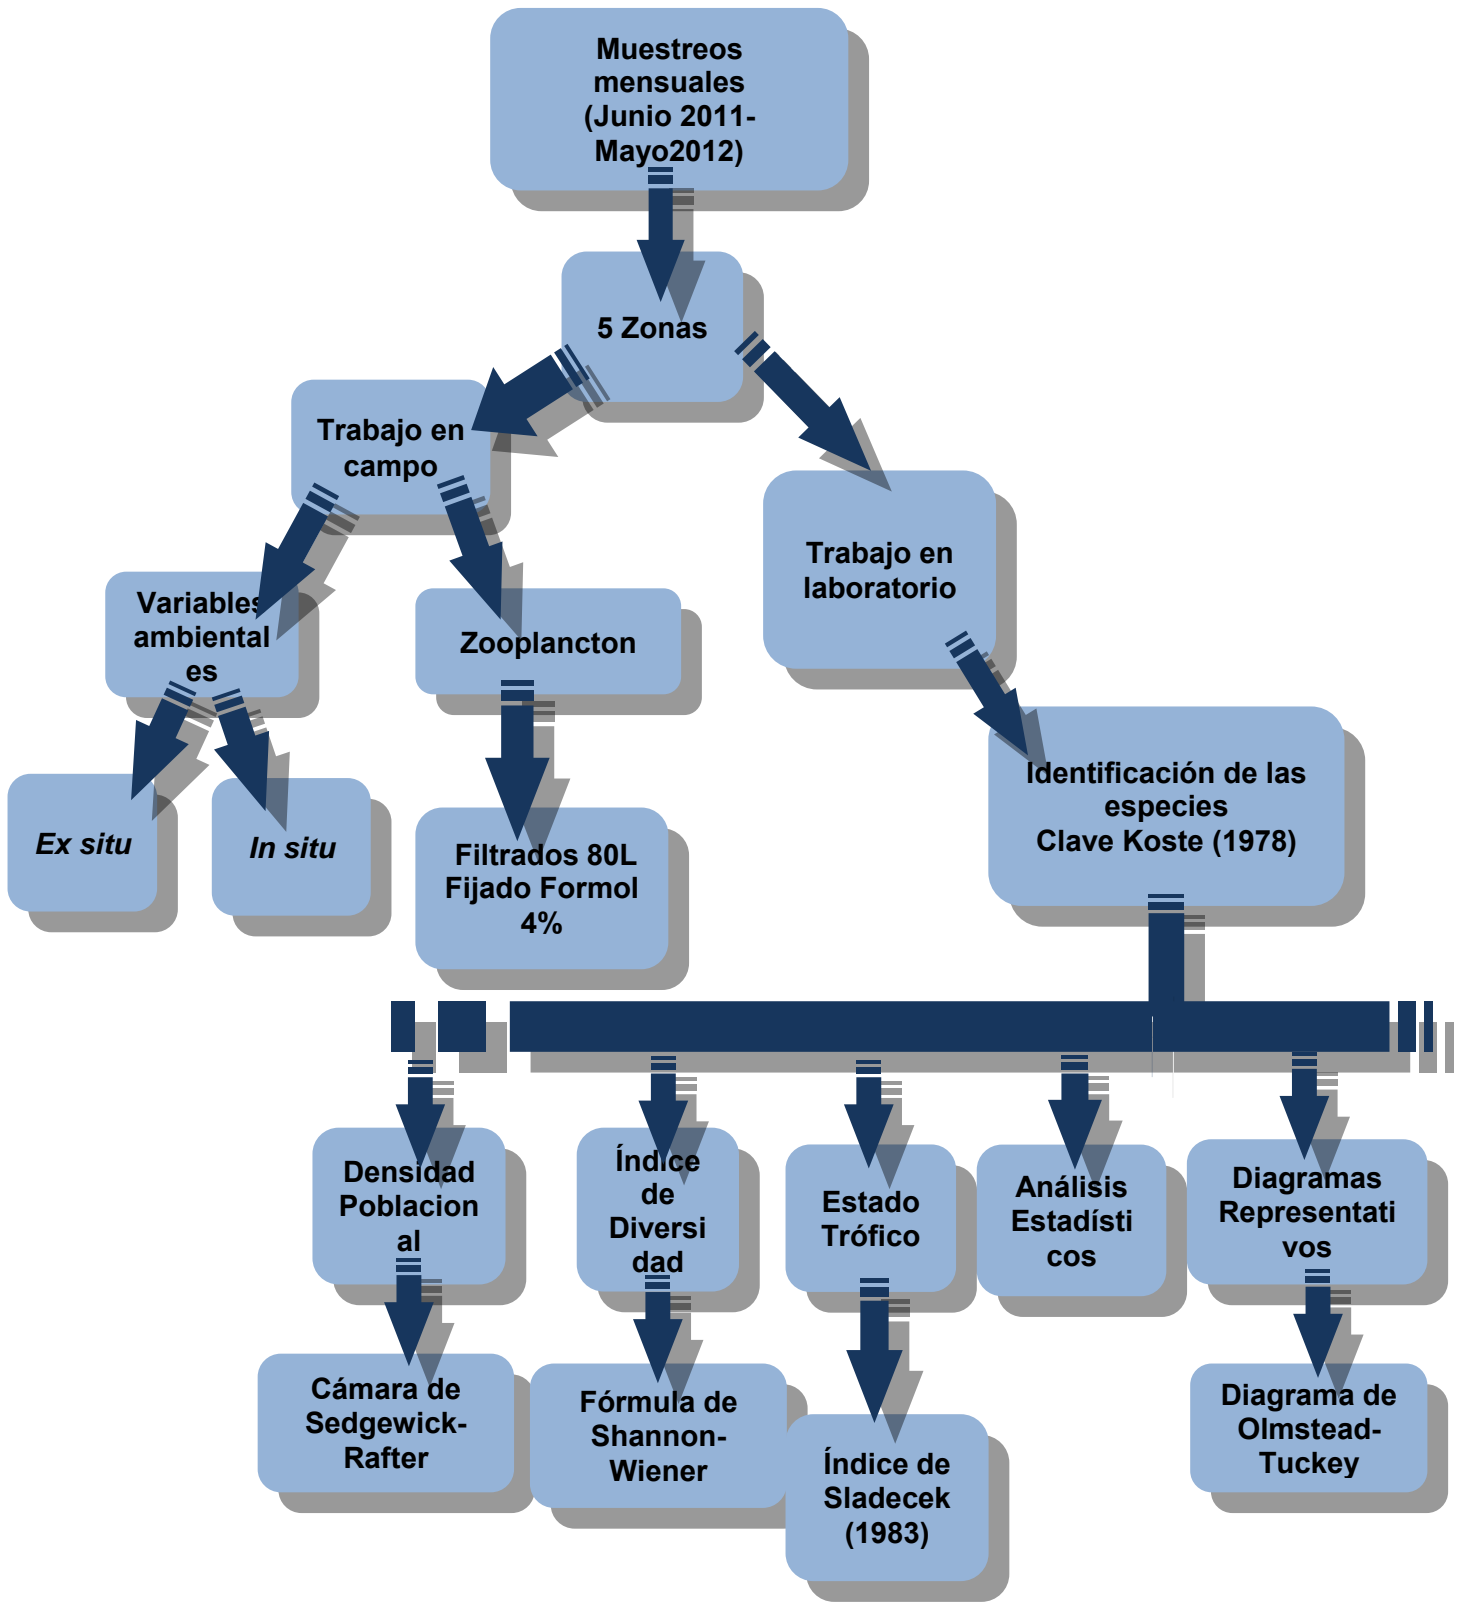 Muestreos
mensuales
(Junio 2011-
Mayo2012)
5 Zonas
Trabajo en
campo
Trabajo en
laboratorio
Variables
ambiental
es
Zooplancton
Identificación de las
especies
Clave Koste (1978)
Ex situ
In situ
Filtrados 80L
Fijado Formol
4%
Densidad
Poblacion
al
Índice
de
Diversi
dad
Estado
Trófico
Análisis
Estadísti
cos
Diagramas
Representati
vos
Cámara de
Sedgewick-
Rafter
Fórmula de
Shannon-
Wiener
Índice de
Sladecek
(1983)
Diagrama de
Olmstead-
Tuckey